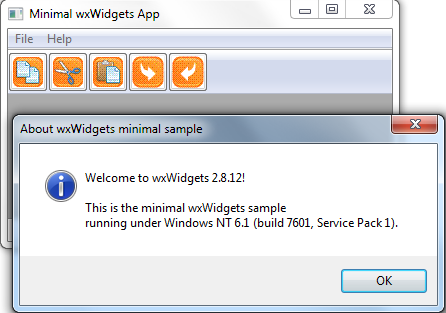 Minimal wxWidgets App
File Help
About wxWidgets minimal sample
Welcome to wxWidgets 2.8.12!
This is the minimal wxWidgets sample
running under Windows NT 6.1 (build 7601, Service Pack 1).
OK